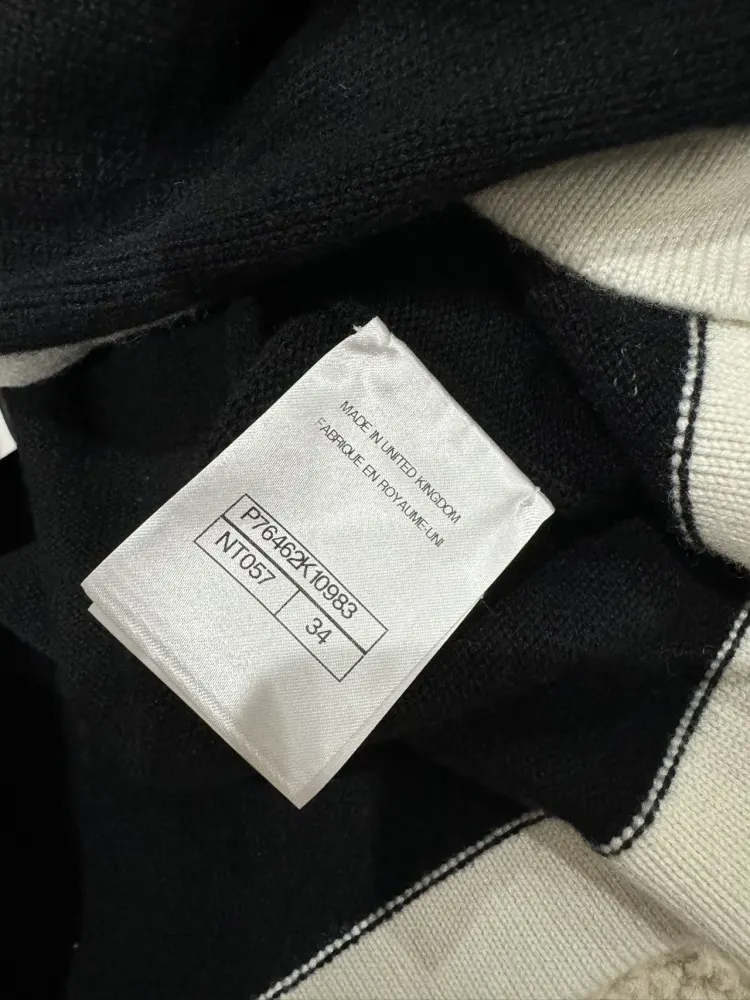 MADE IN UNITED KINGDOM
FABRIQUE EN ROYAUME-UNI
P76462K10983
NT057 34